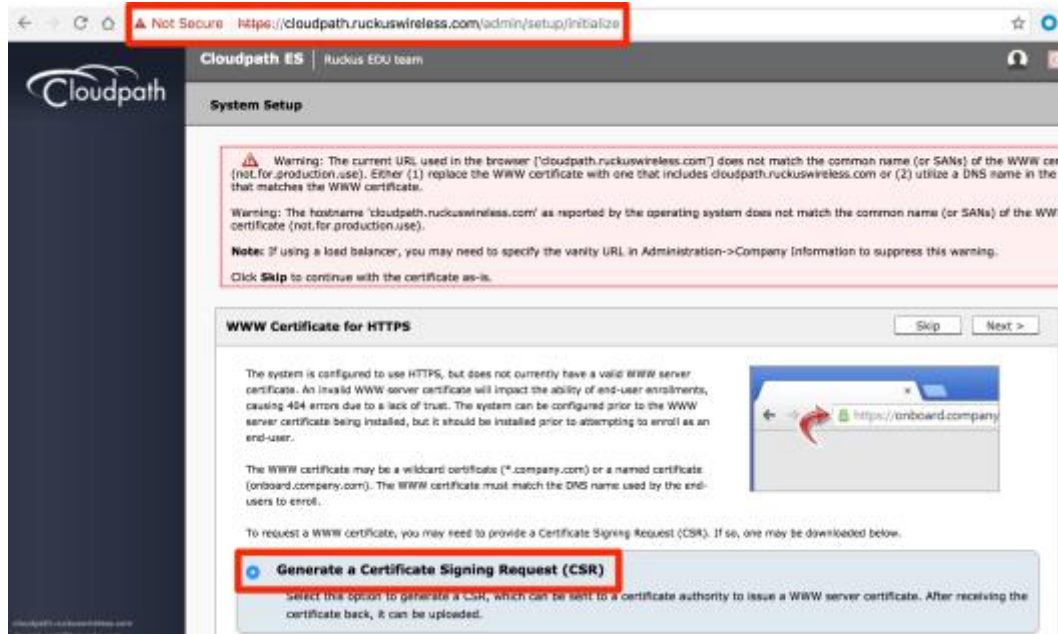 Not Secure https://cloudpath.ruckuswireless.com/admin/setup/initialize
Cloudpath ES | Ruckus EDU team
Cloudpath
System Setup
Warning: The current URL used in the browser ('cloudpath.ruckuswireless.com') does not match the common name (or SANs) of the WWW cer
(not.for.production.use). Either (1) replace the WWW certificate with one that includes cloudpath.ruckuswireless.com or (2) utilize a DNS name in the
that matches the WWW certificate.
Warning: The hostname 'cloudpath.ruckuswireless.com' as reported by the operating system does not match the common name (or SANs) of the WW
certificate (not.for.production.use).
Note: If using a load balancer, you may need to specify the vanity URL in Administration->Company Information to suppress this warning.
Click Skip to continue with the certificate as-is.
WWW Certificate for HTTPS
Skip Next >
The system is configured to use HTTPS, but does not currently have a valid WWW server
certificate. An invalid WWW server certificate will impact the ability of end-user enrollments,
causing 404 errors due to a lack of trust. The system can be configured prior to the WWW
server certificate being installed, but it should be installed prior to attempting to enroll as an
end-user.
https://onboard.company
The WWW certificate may be a wildcard certificate (*.company.com) or a named certificate
(onboard.company.com). The WWW certificate must match the DNS name used by the end-
users to enroll.
To request a WWW certificate, you may need to provide a Certificate Signing Request (CSR). If so, one may be downloaded below.
Generate a Certificate Signing Request (CSR)
Select this option to generate a CSR, which can be sent to a certificate authority to issue a WWW server certificate. After receiving the
certificate back, it can be uploaded.